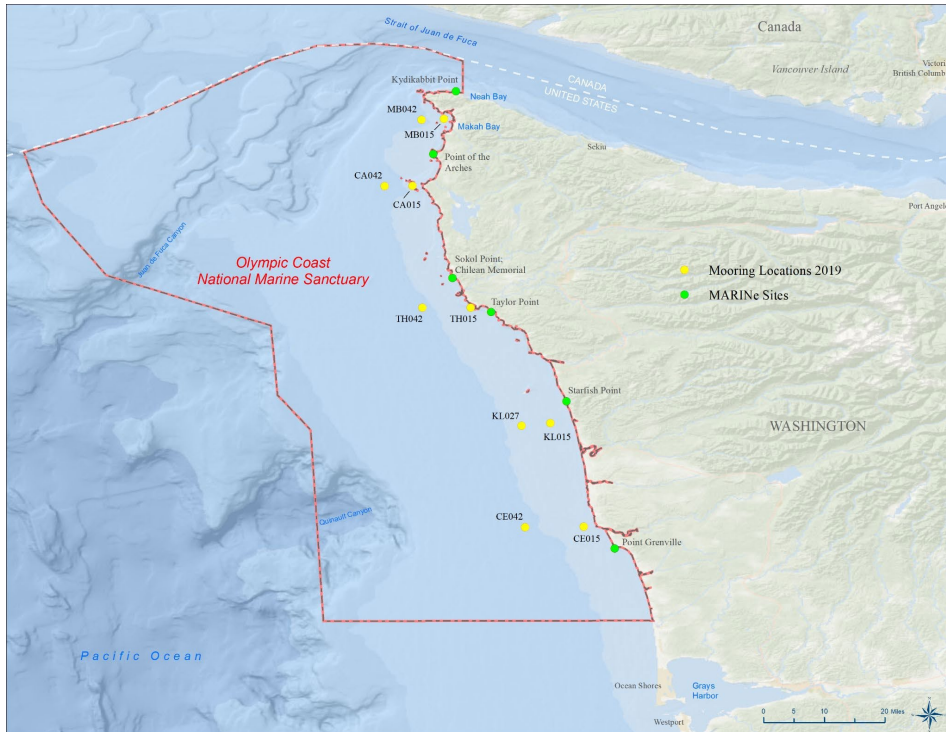 Strait of Juan de Fuca
Canada
Vancouver Island
British Colum
CANADA
UNITED STATES
Kydikabbit Point
Neah Bay
MB042
MB015
Makah Bay
Sekiu
Point of the
Arches
CA042
CA015
Port Angel
Juan de Fuca Canyon
Olympic Coast
National Marine Sanctuary
Sokol Point;
Chilean Memorial
Mooring Locations 2019
MARINe Sites
Taylor Point
TH042
TH015
Starfish Point
KL027
KL015
WASHINGTON
Quinault Canyon
CE042
CE015
Point Grenville
Pacific Ocean
Ocean Shores
Grays
Harbor
Westport
0 5 10 20 Miles